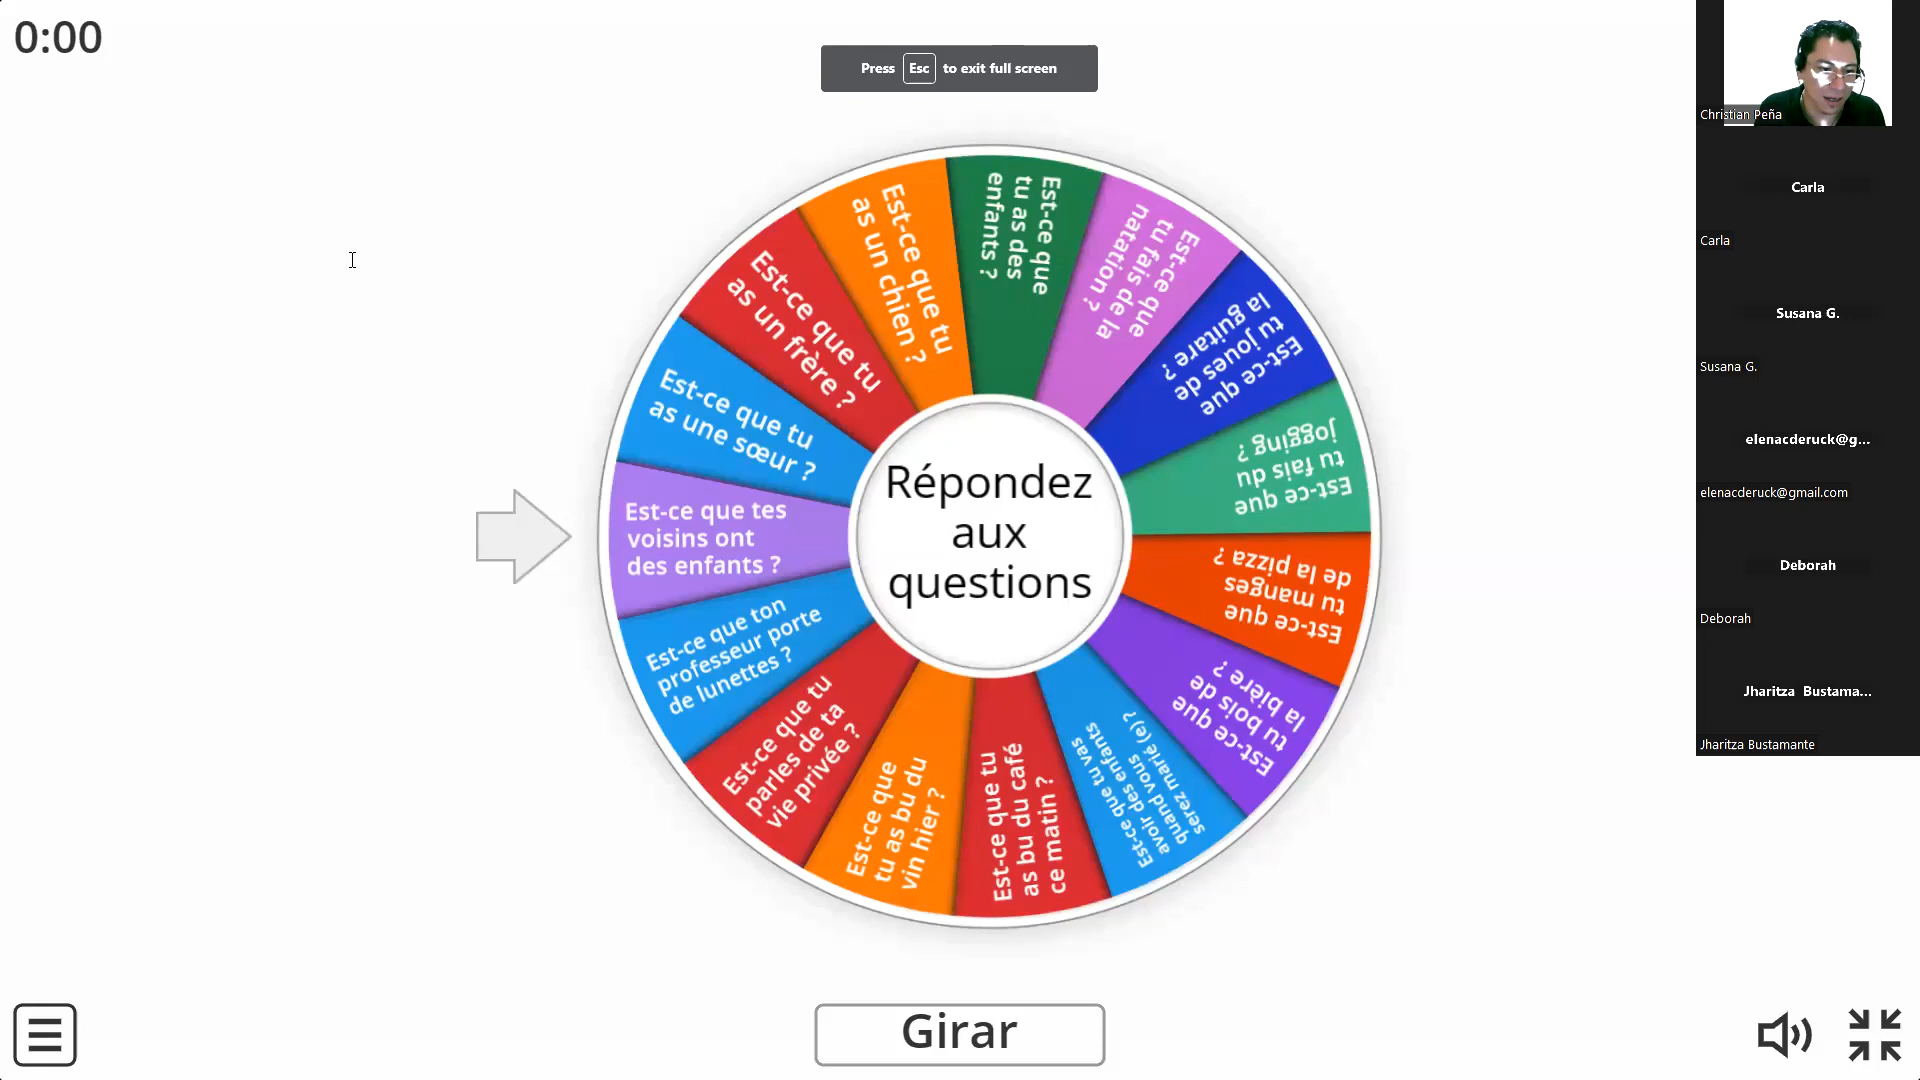 0:00
Press Esc to exit full screen
Est-ce que
tu as des
enfants ?
Est-ce que
tu fais de la
natation ?
Est-ce que
tu joues de
la guitare ?
Est-ce que
tu fais du
jogging ?
Est-ce que
tu manges
de la pizza ?
Est-ce que
tu bois de
la bière ?
Est-ce que tu vas
avoir des enfants
quand vous
serez marié (e)?
Est-ce que tu
as bu du café
ce matin ?
Est-ce que
tu as bu du
vin hier ?
Est-ce que tu
parles de ta
vie privée ?
Est-ce que ton
professeur porte
de lunettes ?
Est-ce que tes
voisins ont
des enfants ?
Est-ce que tu
as une sœur ?
Est-ce que tu
as un frère ?
Est-ce que tu
as un chien ?
Répondez
aux
questions
Girar
Christian Peña
Carla
Carla
Susana G.
Susana G.
elenacderuck@g...
elenacderuck@gmail.com
Deborah
Deborah
Jharitza Bustama...
Jharitza Bustamante